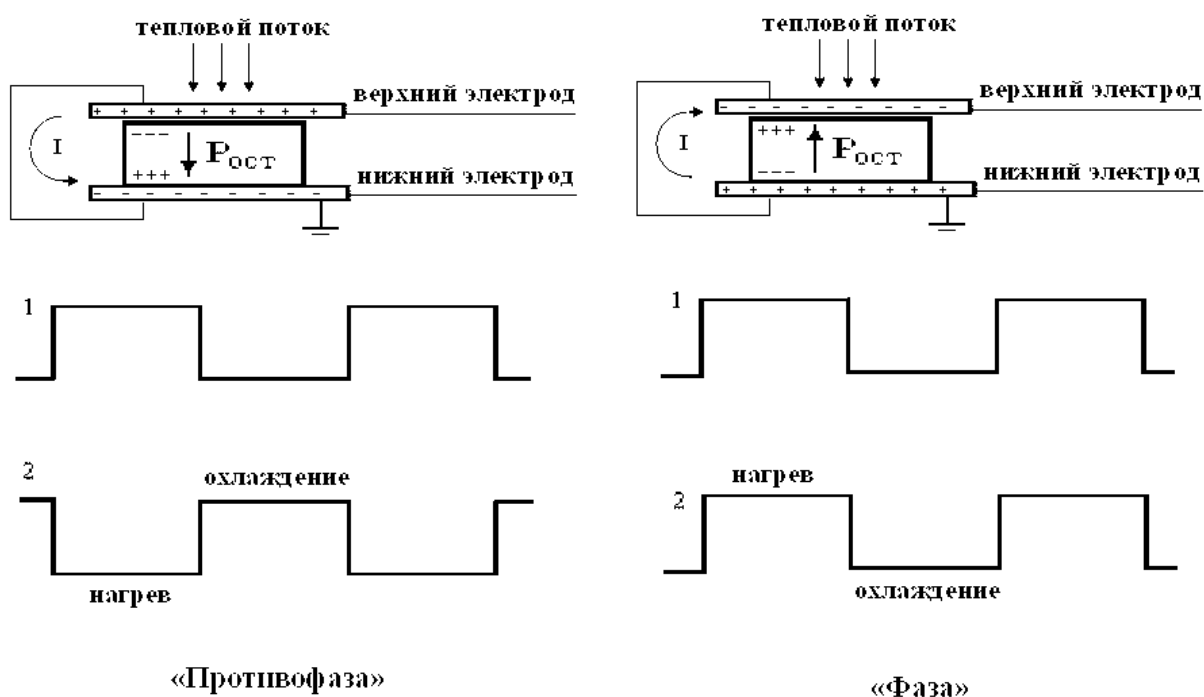 тепловой поток
верхний электрод
+ + + + + + + + +
I
- - -
Pост
+++
нижний электрод
- - - - - - - - -
1
2
охлаждение
нагрев
«Противофаза»
тепловой поток
верхний электрод
- - - - - - - - -
I
+++
Pост
- - -
нижний электрод
+ + + + + + + + +
1
нагрев
2
охлаждение
«Фаза»